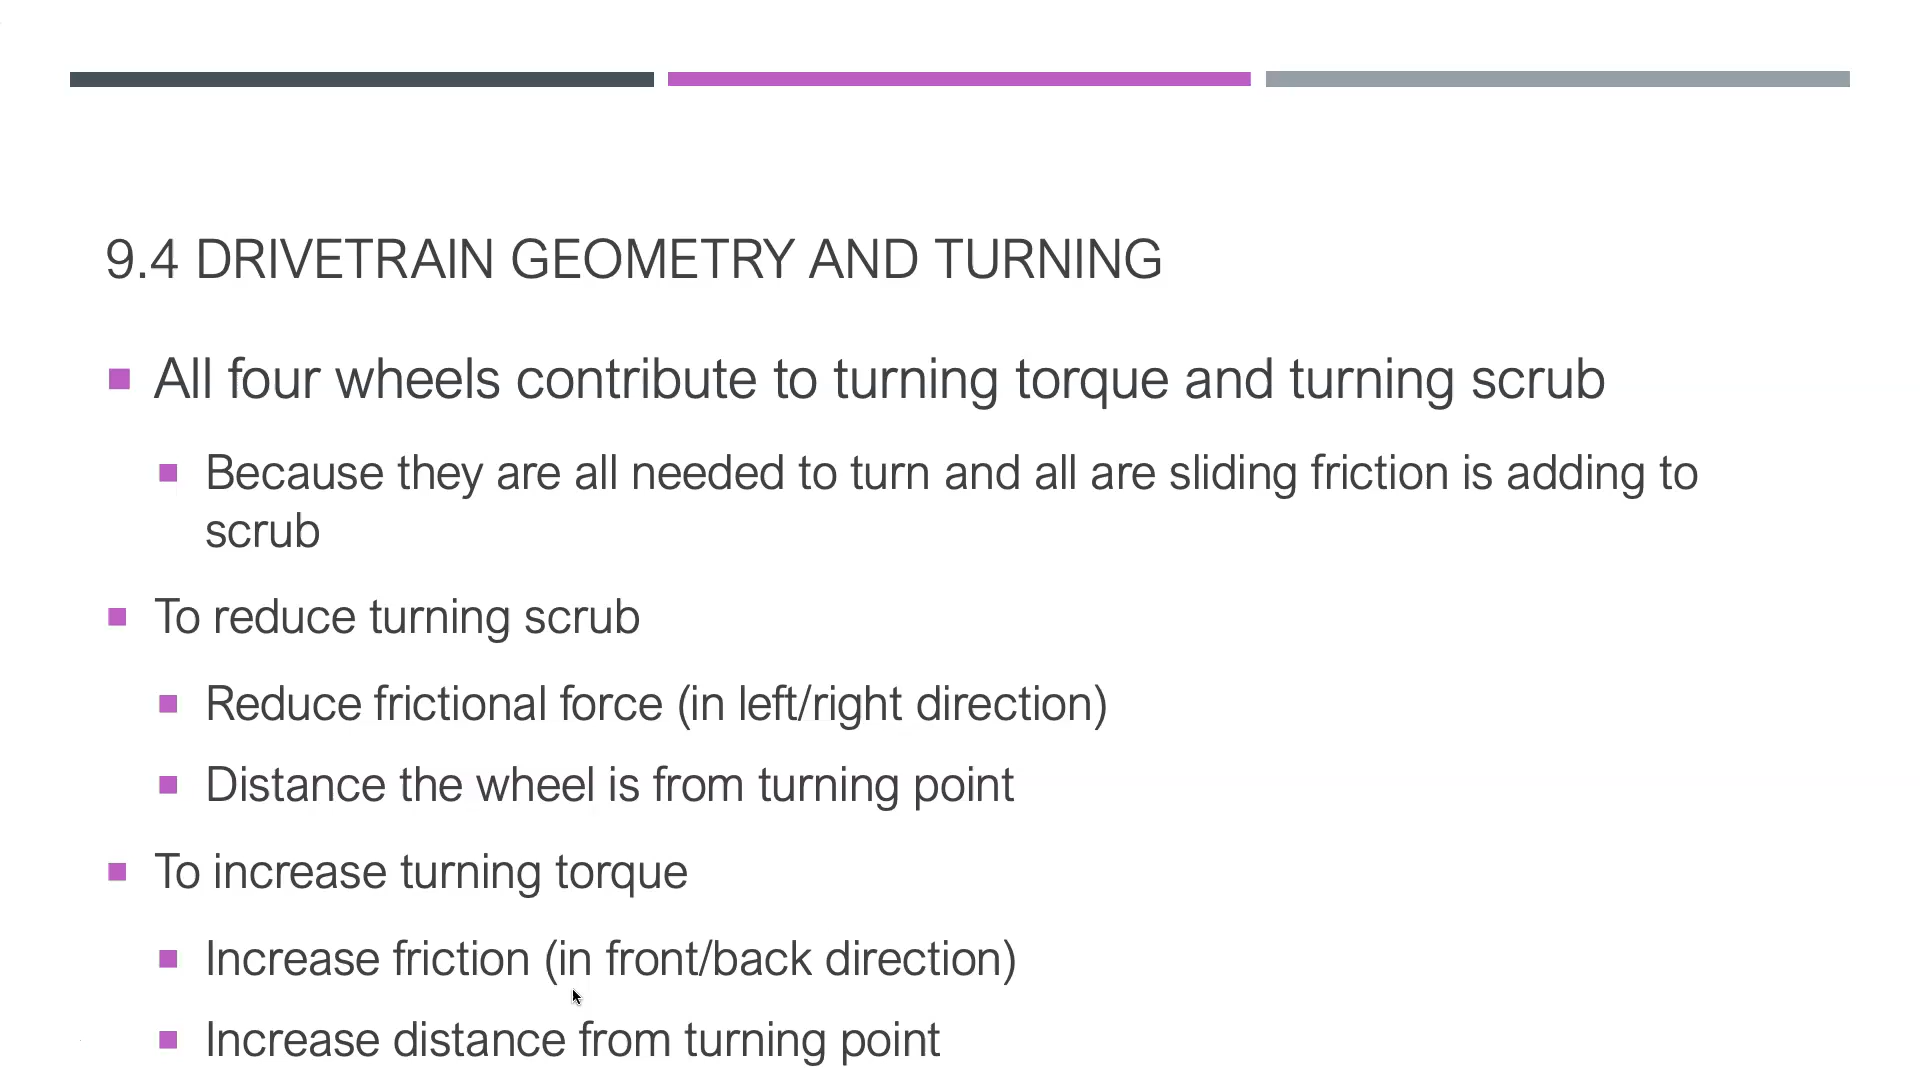 9.4 DRIVETRAIN GEOMETRY AND TURNING
All four wheels contribute to turning torque and turning scrub
Because they are all needed to turn and all are sliding friction is adding to
scrub
To reduce turning scrub
Reduce frictional force (in left/right direction)
Distance the wheel is from turning point
To increase turning torque
Increase friction (in front/back direction)
Increase distance from turning point